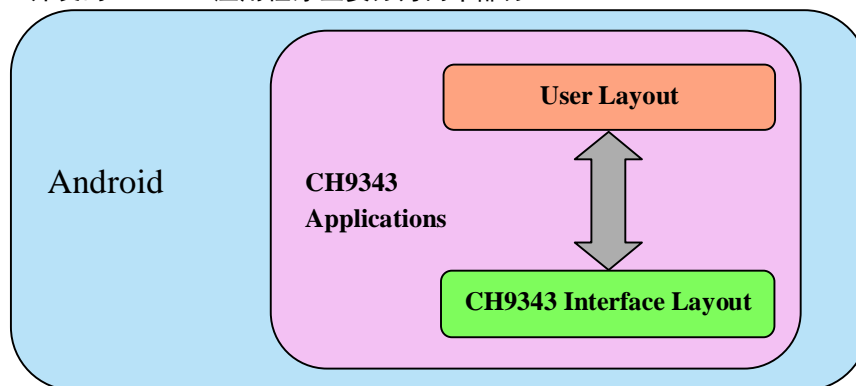 User Layout
Android
CH9343
Applications
CH9343 Interface Layout